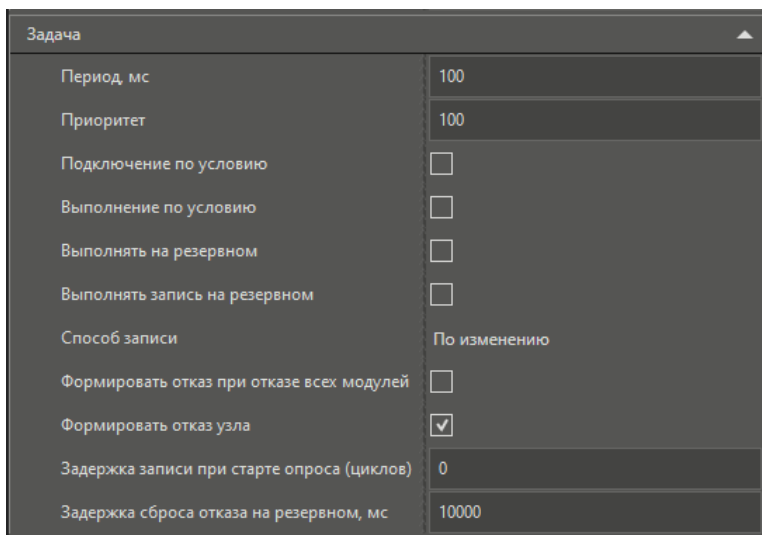 Задача
Период, мс 100
Приоритет 100
Подключение по условию
Выполнение по условию
Выполнять на резервном
Выполнять запись на резервном
Способ записи По изменению
Формировать отказ при отказе всех модулей
Формировать отказ узла
Задержка записи при старте опроса (циклов) 0
Задержка сброса отказа на резервном, мс 10000